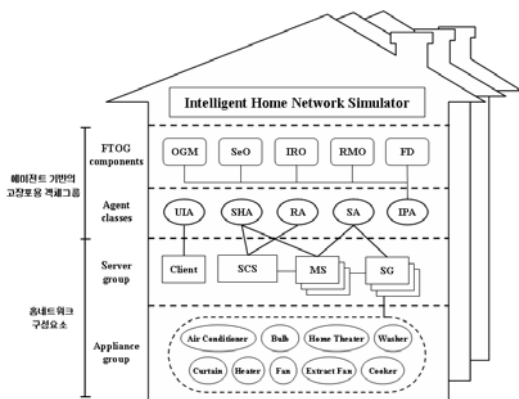 Intelligent Home Network Simulator
에이전트 기반의
고장포용 객체그룹
FTOG
components
OGM SeO IRO RMO FD
Agent
classes
UIA SHA RA SA IPA
홈네트워크
구성요소
Server
group
Client SCS MS SG
Appliance
group
Air Conditioner Bulb Home Theater Washer
Curtain Heater Fan Extract Fan Cooker